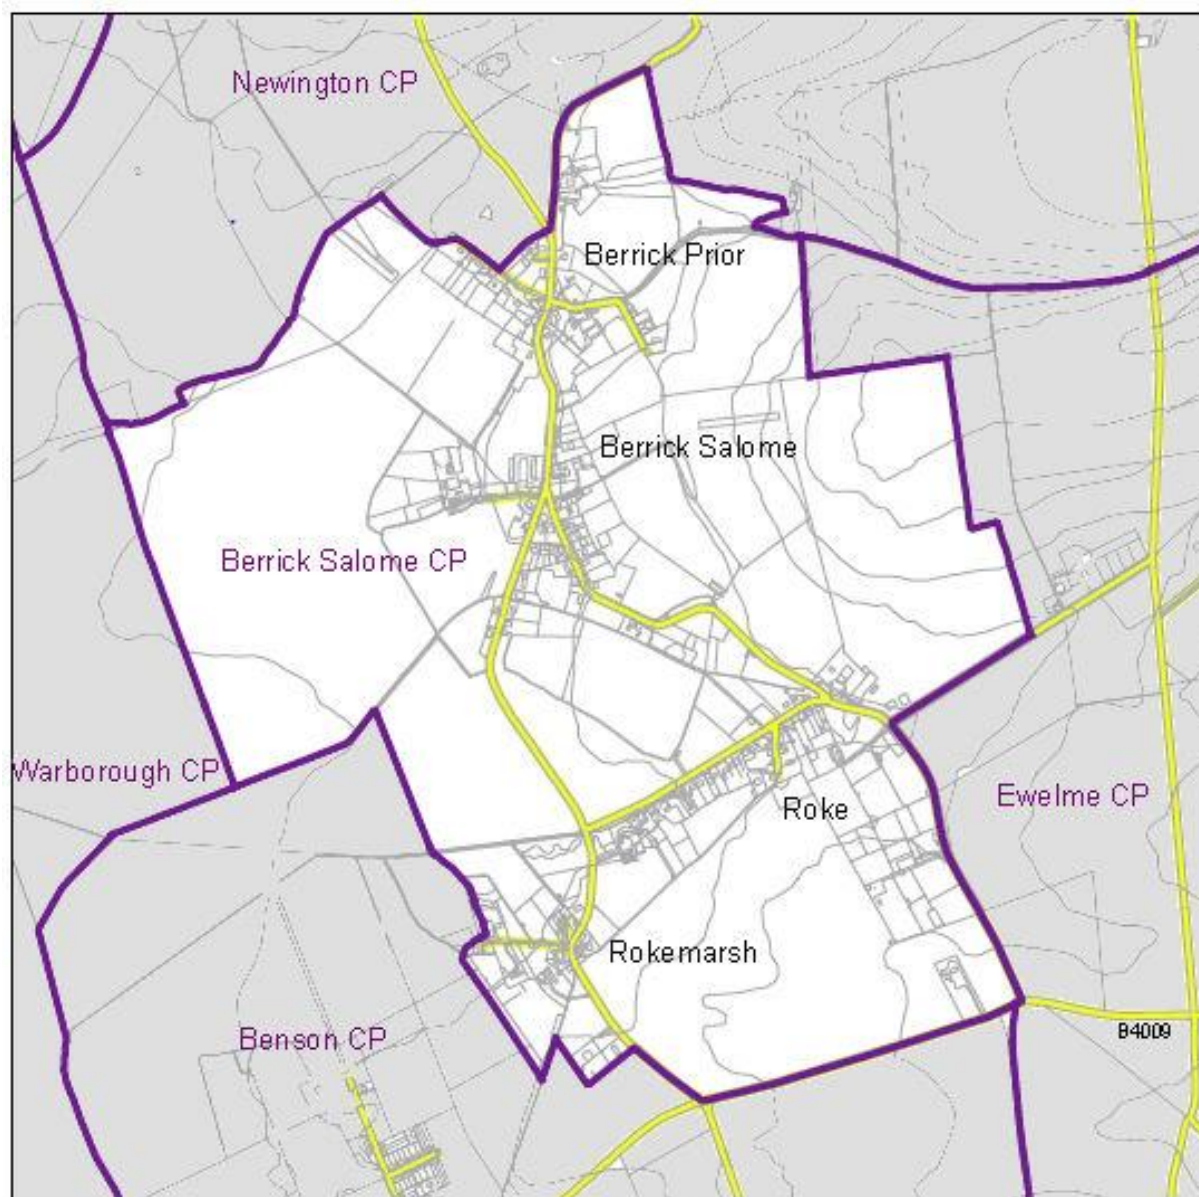 Newington CP
Berrick Prior
Berrick Salome
Berrick Salome CP
Warborough CP
Ewelme CP
Roke
Rokemarsh
Benson CP
B4009